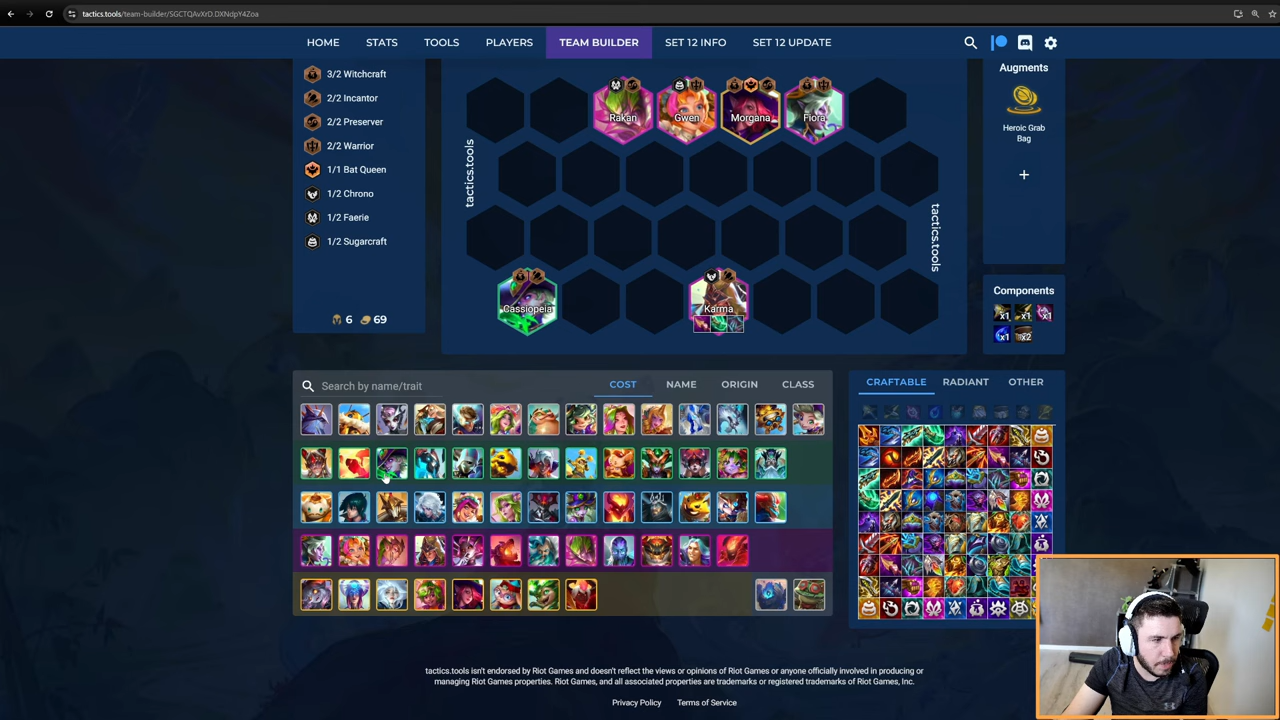 tactics.tools/team-builder/SGCTQAvXrD.DXNdpY4Zoa
HOME STATS TOOLS PLAYERS TEAM BUILDER SET 12 INFO SET 12 UPDATE
3/2 Witchcraft
2/2 Incantor
2/2 Preserver
2/2 Warrior
1/1 Bat Queen
1/2 Chrono
1/2 Faerie
1/2 Sugarcraft
6 69
tactics.tools
Rakan Gwen Morgana Fiora
Cassiopeia Karma
tactics.tools
Augments
Heroic Grab
Bag
+
Components
x1 x1 x1
x1 x2
Search by name/trait COST NAME ORIGIN CLASS
CRAFTABLE RADIANT OTHER
tactics.tools isn't endorsed by Riot Games and doesn't reflect the views or opinions of Riot Games or anyone officially involved in producing or
managing Riot Games properties. Riot Games, and all associated properties are trademarks or registered trademarks of Riot Games, Inc.
Privacy Policy Terms of Service